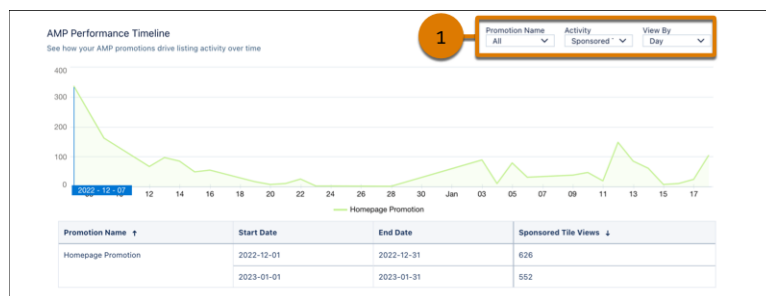 AMP Performance Timeline
See how your AMP promotions drive listing activity over time
1
Promotion Name Activity View By
All Sponsored T Day
400
300
200
100
0
2022 - 12 - 07
12 14 16 18 20 22 24 26 28 30 Jan 03 05 07 09 11 13 15 17
Homepage Promotion
Promotion Name ↑ Start Date End Date Sponsored Tile Views ↓
Homepage Promotion 2022-12-01 2022-12-31 626
2023-01-01 2023-01-31 552